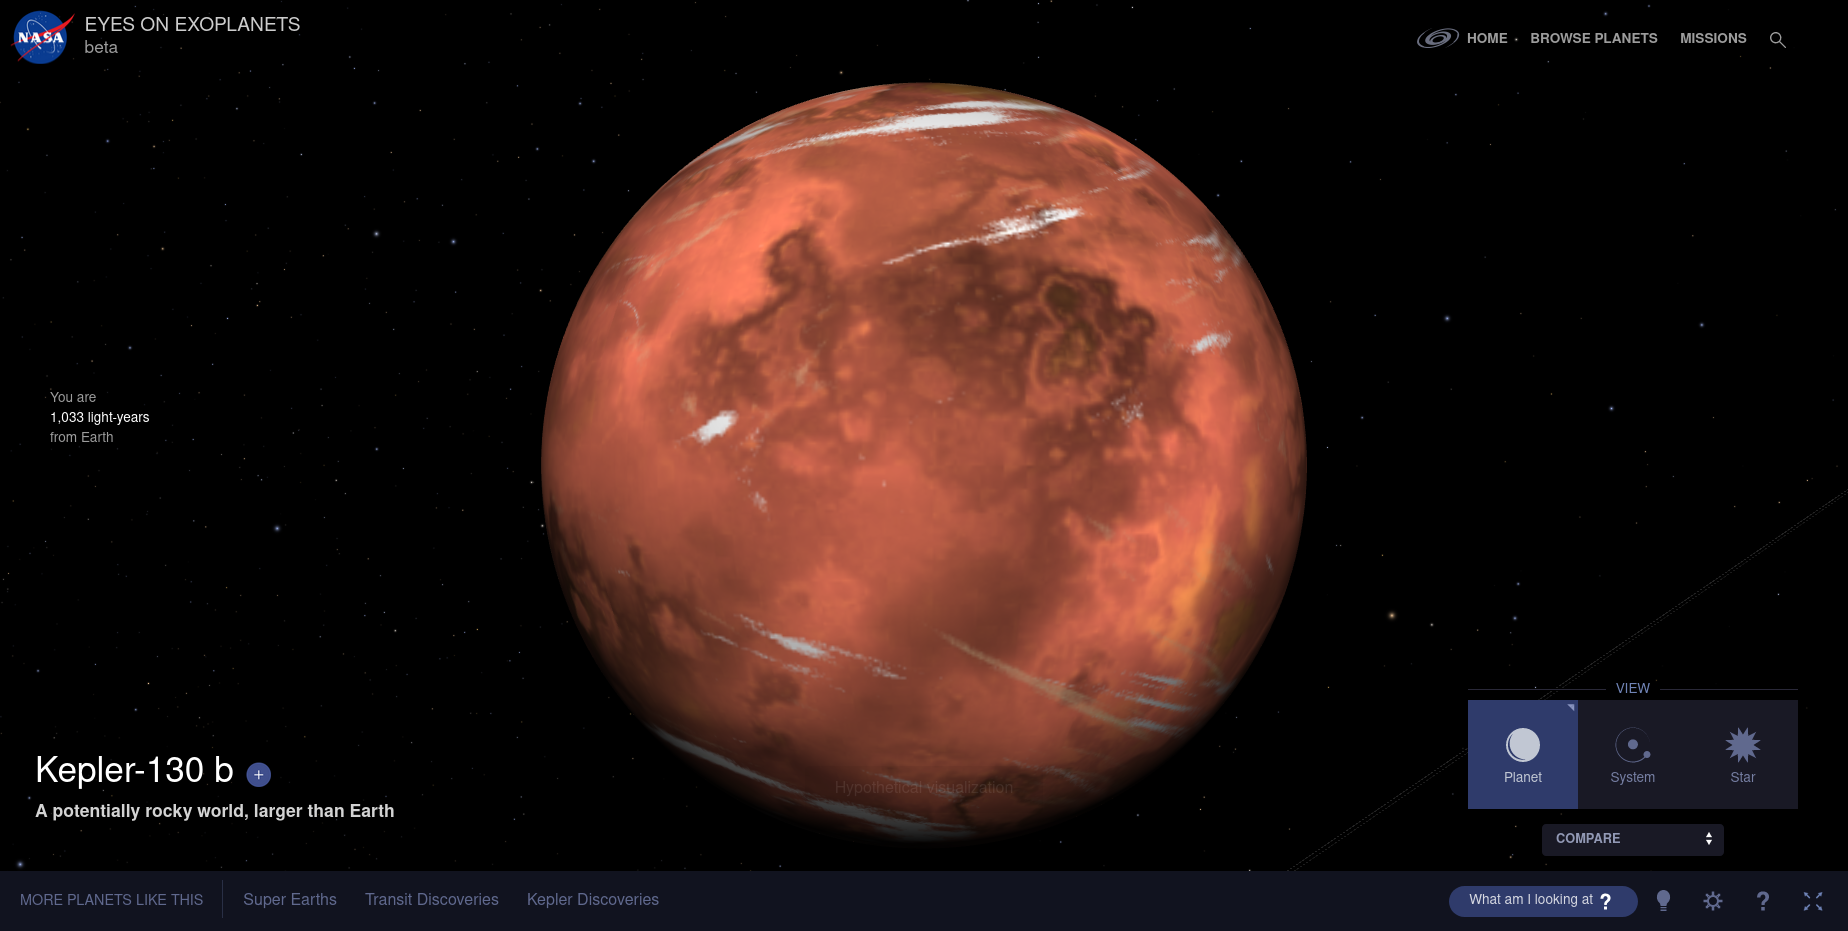 NASA
EYES ON EXOPLANETS
beta
HOME
BROWSE PLANETS
MISSIONS
You are
1,033 light-years
from Earth
Kepler-130 b +
A potentially rocky world, larger than Earth
Hypothetical visualization
VIEW
Planet
System
Star
COMPARE
MORE PLANETS LIKE THIS
Super Earths
Transit Discoveries
Kepler Discoveries
What am I looking at ?
?